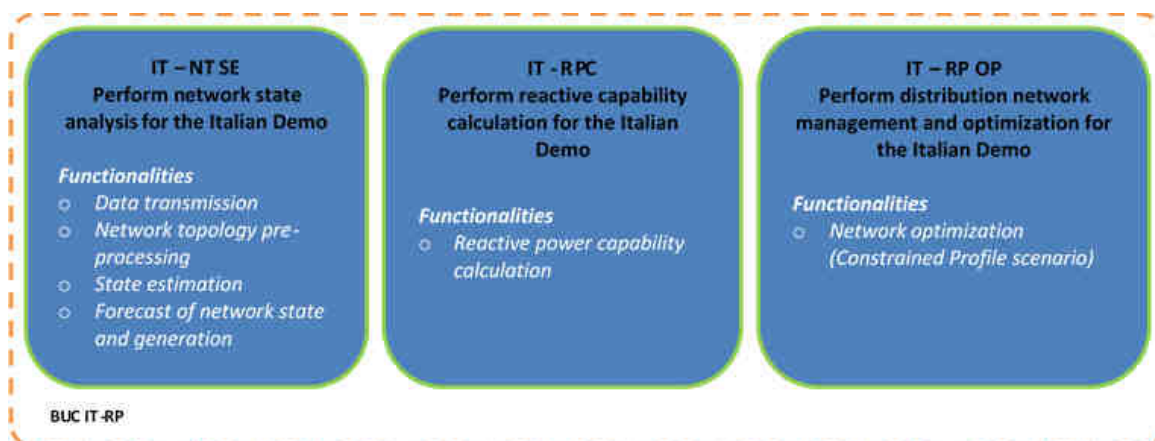 IT – NT SE
Perform network state
analysis for the Italian Demo
Functionalities
o Data transmission
o Network topology pre-
processing
o State estimation
o Forecast of network state
and generation
IT - RPC
Perform reactive capability
calculation for the Italian
Demo
Functionalities
o Reactive power capability
calculation
IT – RP OP
Perform distribution network
management and optimization for
the Italian Demo
Functionalities
o Network optimization
(Constrained Profile scenario)
BUC IT-RP